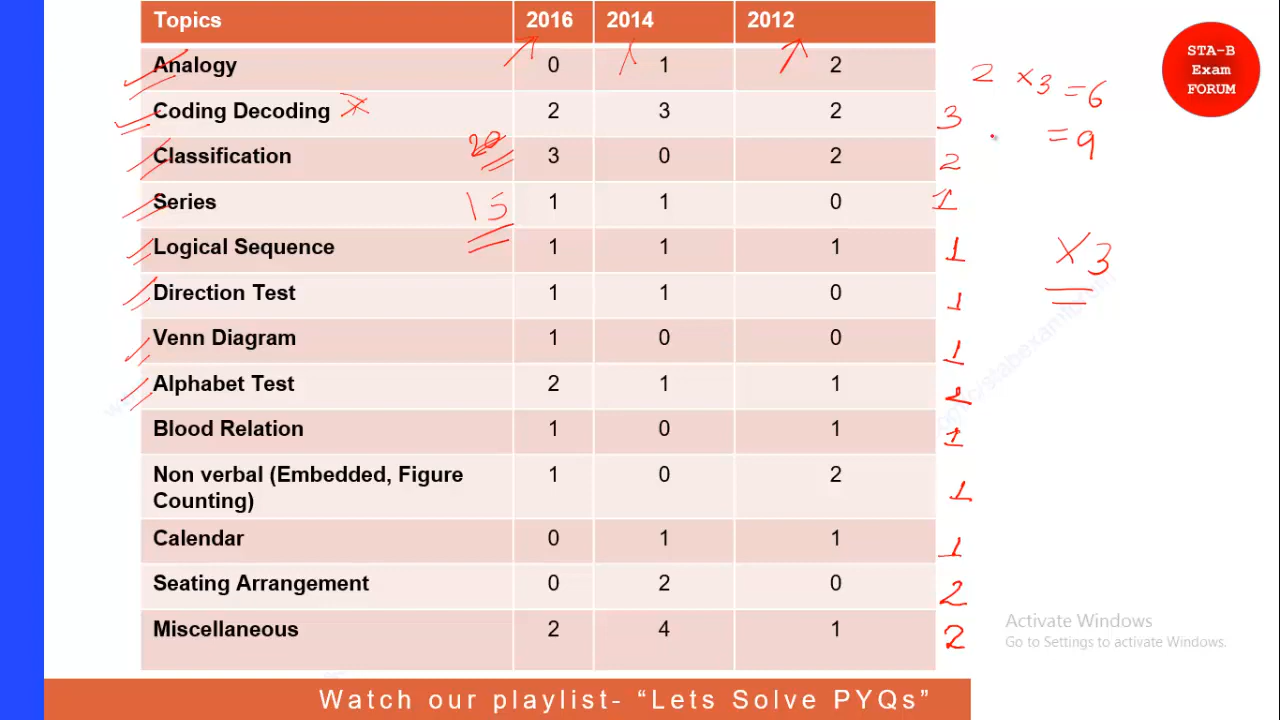 Topics 2016 2014 2012
Analogy 0 1 2
2 ×3 =6
Coding Decoding 2 3 2 3
=9
Classification 20 3 0 2 2
Series 15 1 1 0 1
Logical Sequence 1 1 1 1
×3
Direction Test 1 1 0 1
Venn Diagram 1 0 0 1
Alphabet Test 2 1 1
Blood Relation 1 0 1 1
Non verbal (Embedded, Figure 1 0 2
Counting) 1
Calendar 0 1 1 1
Seating Arrangement 0 2 0 2
Miscellaneous 2 4 1 2
STA-B
Exam
FORUM
Activate Windows
Go to Settings to activate Windows.
Watch our playlist- “Lets Solve PYQs”